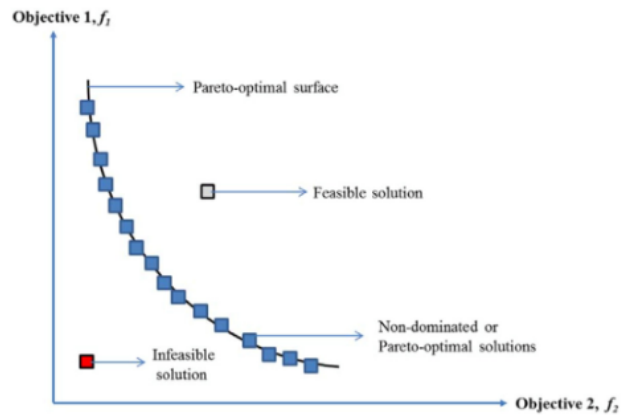 Objective 1, f1
Pareto-optimal surface
Feasible solution
Non-dominated or
Pareto-optimal solutions
Infeasible
solution
Objective 2, f2